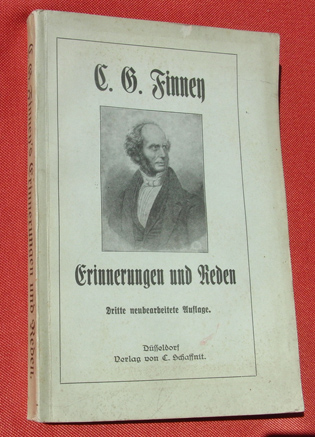 C. G. Finney
Erinnerungen und Reden
Dritte neubearbeitete Auflage.
Düsseldorf
Verlag von C. Schaffnit.
C. G. Finney's Erinnerungen und Reden.